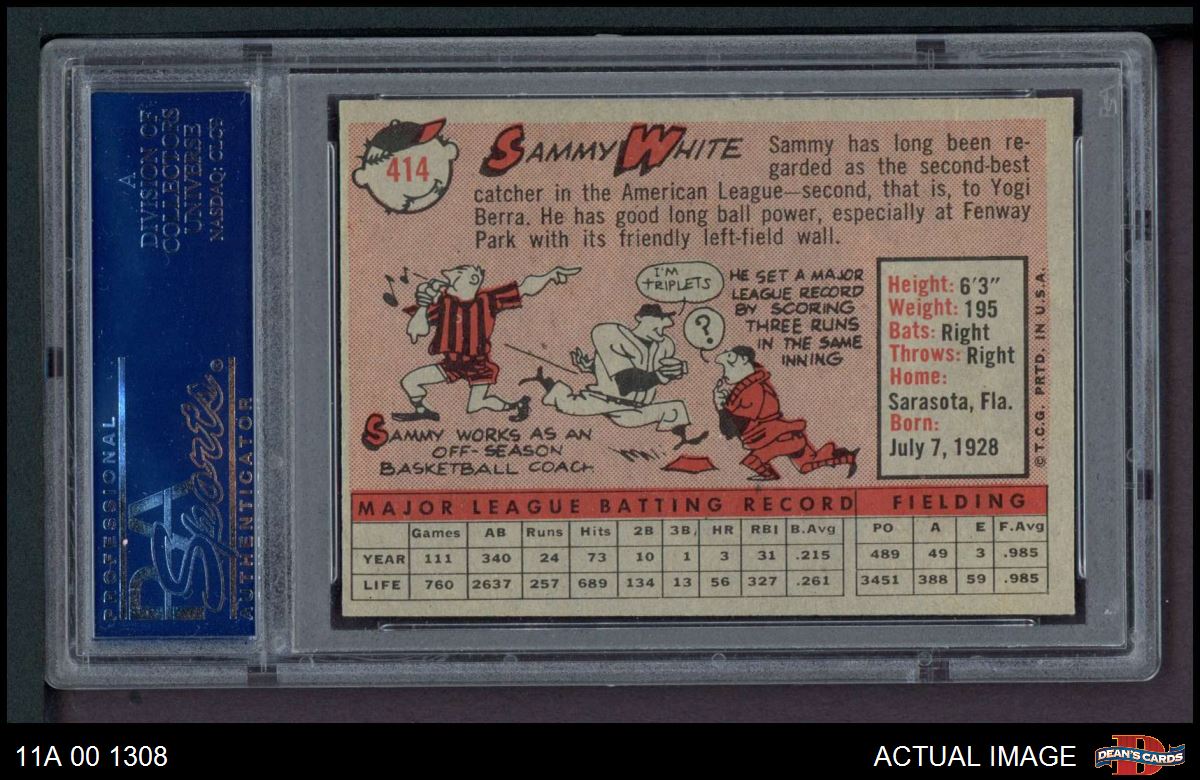 A
DIVISION OF
COLLECTORS
UNIVERSE
NASDAQ: CLCT
PROFESSIONAL
PSA
Sports
AUTHENTICATOR
414
SAMMY WHITE
Sammy has long been re-
garded as the second-best
catcher in the American League—second, that is, to Yogi
Berra. He has good long ball power, especially at Fenway
Park with its friendly left-field wall.
SAMMY WORKS AS AN
OFF-SEASON
BASKETBALL COACH
I'M
TRIPLETS
?
HE SET A MAJOR
LEAGUE RECORD
BY SCORING
THREE RUNS
IN THE SAME
INNING
Height: 6'3"
Weight: 195
Bats: Right
Throws: Right
Home:
Sarasota, Fla.
Born:
July 7, 1928
© T.C.G. PRTD. IN U.S.A.
MAJOR LEAGUE BATTING RECORD FIELDING
Games AB Runs Hits 2B 3B HR RBI B.Avg PO A E F.Avg
YEAR 111 340 24 73 10 1 3 31 .215 489 49 3 .985
LIFE 760 2637 257 689 134 13 56 327 .261 3451 388 59 .985
11A 00 1308
ACTUAL IMAGE
D
DEAN'S CARDS